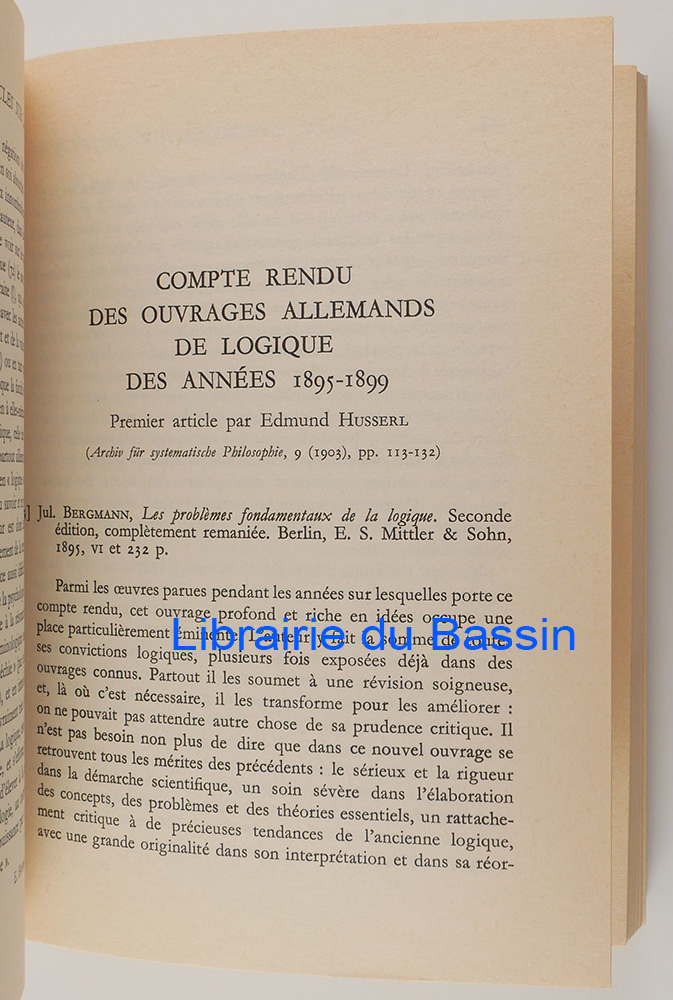 COMPTE RENDU
DES OUVRAGES ALLEMANDS
DE LOGIQUE
DES ANNÉES 1895-1899
Premier article par Edmund HUSSERL
(Archiv für systematische Philosophie, 9 (1903), pp. 113-132)
] Jul. BERGMANN, Les problèmes fondamentaux de la logique. Seconde
édition, complètement remaniée. Berlin, E. S. Mittler & Sohn,
1895, VI et 232 p.
Parmi les œuvres parues pendant les années sur lesquelles porte ce
compte rendu, cet ouvrage profond et riche en idées occupe une
place particulièrement éminente. L'auteur y fait la somme de toutes
Librairie du Bassin
ses convictions logiques, plusieurs fois exposées déjà dans des
ouvrages connus. Partout il les soumet à une révision soigneuse,
et, là où c'est nécessaire, il les transforme pour les améliorer :
on ne pouvait pas attendre autre chose de sa prudence critique. Il
n'est pas besoin non plus de dire que dans ce nouvel ouvrage se
retrouvent tous les mérites des précédents : le sérieux et la rigueur
dans la démarche scientifique, un soin sévère dans l'élaboration
des concepts, des problèmes et des théories essentiels, un rattache-
ment critique à de précieuses tendances de l'ancienne logique,
avec une grande originalité dans son interprétation et dans sa réor-